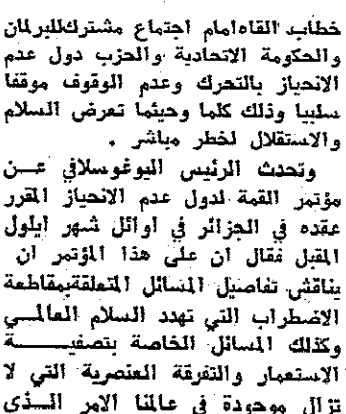 خطاب القاه امام اجتماع مشترك للبرلمان
والحكومة الاتحادية والحزب دول عدم
الانحياز بالتحرك وعدم الوقوف موقفا
سلبيا وذلك كلما وحيثما تعرض السلام
والاستقلال لخطر مباشر .
وتحدث الرئيس اليوغوسلافي عن
مؤتمر القمة لدول عدم الانحياز المقرر
عقده في الجزائر في اوائل شهر ايلول
المقبل فقال ان على هذا المؤتمر ان
يناقش تفاصيل المسائل المتعلقة بمقاطعة
الاضطراب التي تهدد السلام العالمي
وكذلك المسائل الخاصة بتصفية
الاستعمار والتفرقة العنصرية التي لا
تزال موجودة في عالمنا الامر الذي